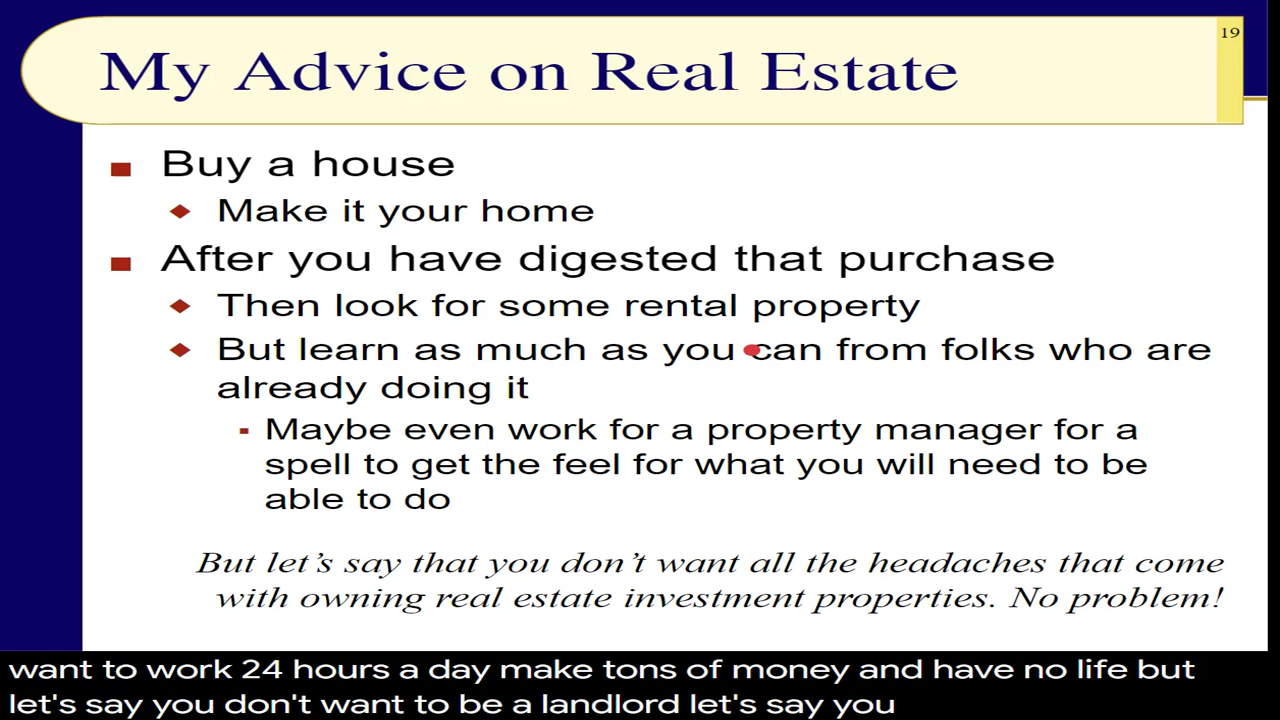 19
My Advice on Real Estate
Buy a house
Make it your home
After you have digested that purchase
Then look for some rental property
But learn as much as you can from folks who are
already doing it
Maybe even work for a property manager for a
spell to get the feel for what you will need to be
able to do
But let’s say that you don’t want all the headaches that come
with owning real estate investment properties. No problem!
want to work 24 hours a day make tons of money and have no life but
let's say you don't want to be a landlord let's say you